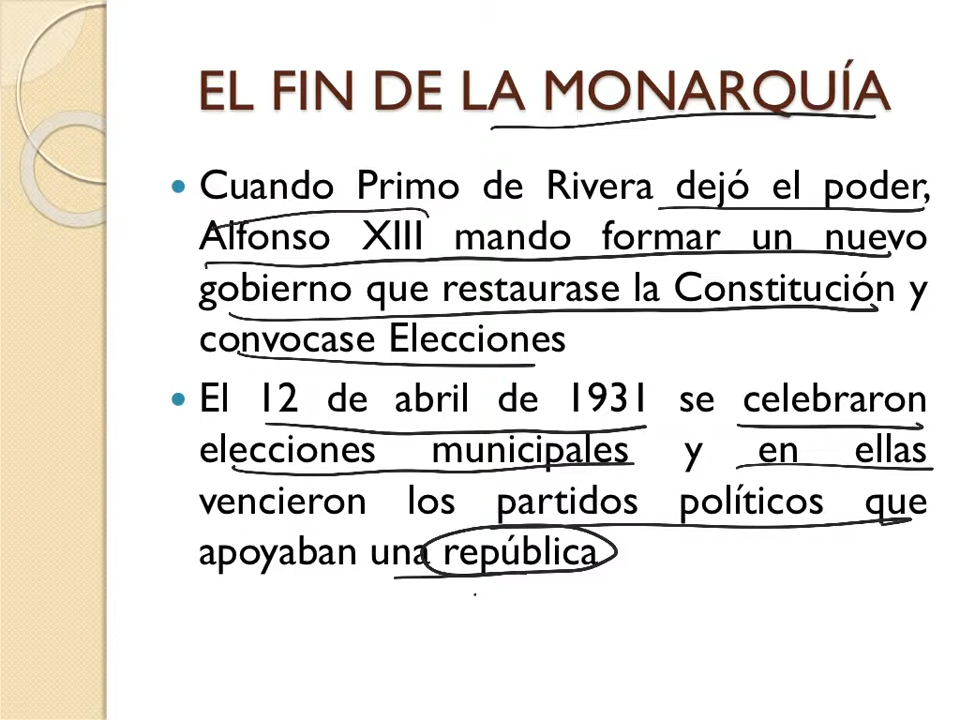 EL FIN DE LA MONARQUÍA
• Cuando Primo de Rivera dejó el poder,
Alfonso XIII mando formar un nuevo
gobierno que restaurase la Constitución y
convocase Elecciones
• El 12 de abril de 1931 se celebraron
elecciones municipales y en ellas
vencieron los partidos políticos que
apoyaban una república